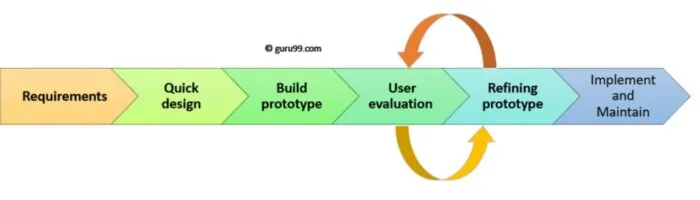 © guru99.com
Requirements
Quick
design
Build
prototype
User
evaluation
Refining
prototype
Implement
and
Maintain